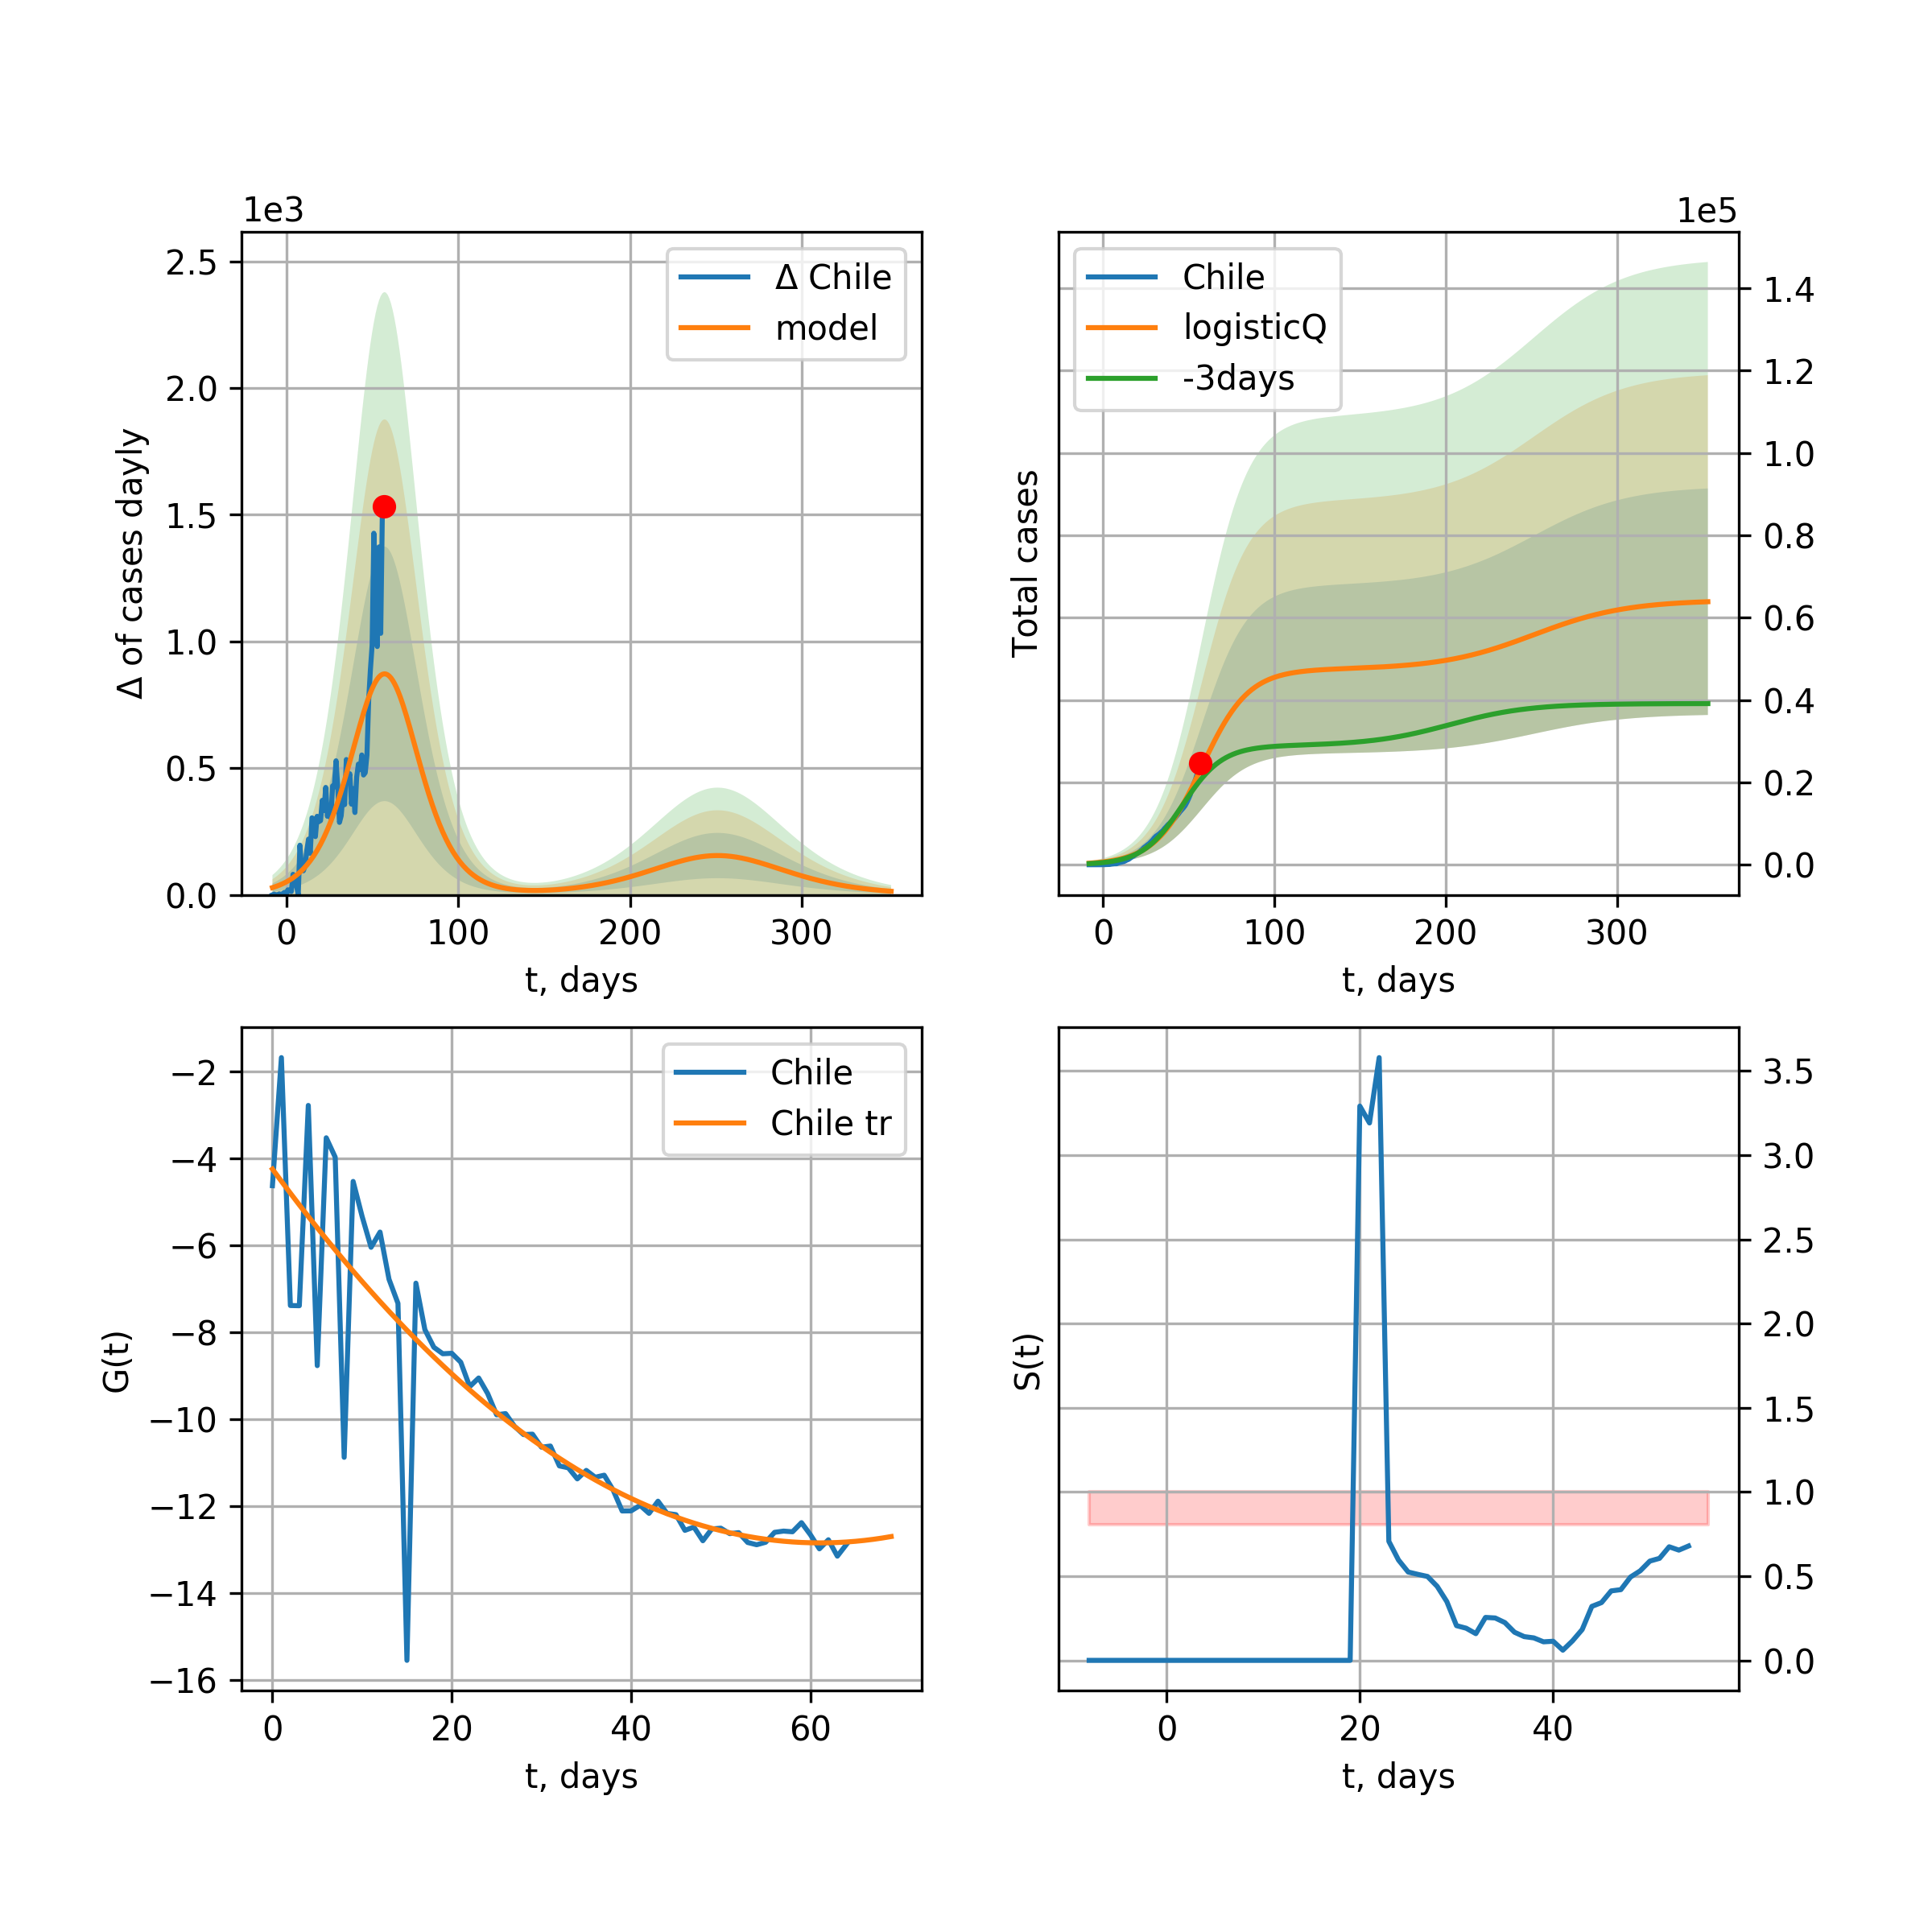 1e3
2.5
2.0
1.5
1.0
0.5
0.0
Δ of cases dayly
Δ Chile
model
0
100
200
300
t, days
1e5
Chile
logisticQ
-3days
Total cases
1.4
1.2
1.0
0.8
0.6
0.4
0.2
0.0
0
100
200
300
t, days
−2
−4
−6
−8
−10
−12
−14
−16
G(t)
Chile
Chile tr
0
20
40
60
t, days
S(t)
3.5
3.0
2.5
2.0
1.5
1.0
0.5
0.0
0
20
40
t, days